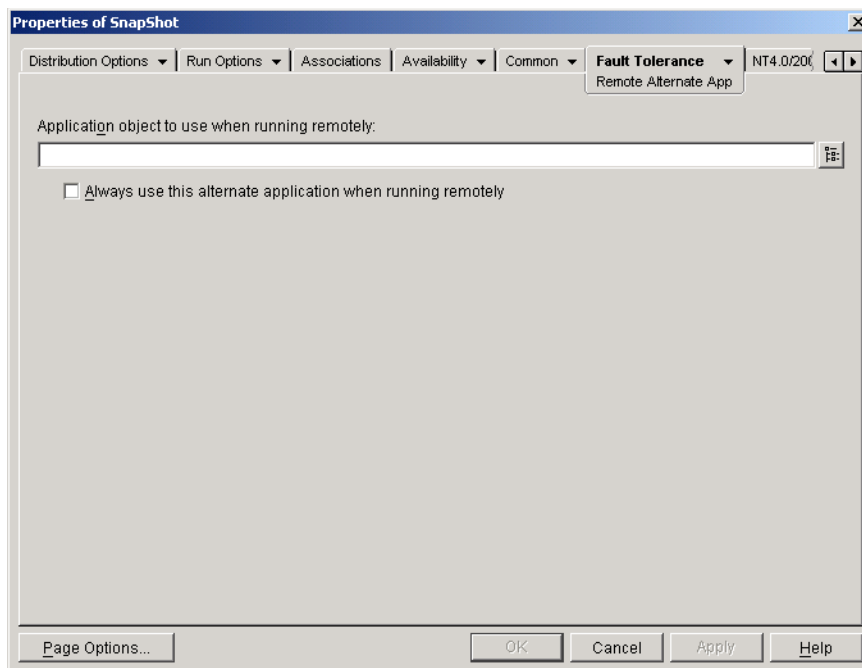 Properties of SnapShot
Distribution Options Run Options Associations Availability Common Fault Tolerance NT4.0/200
Remote Alternate App
Application object to use when running remotely:
Always use this alternate application when running remotely
Page Options... OK Cancel Apply Help